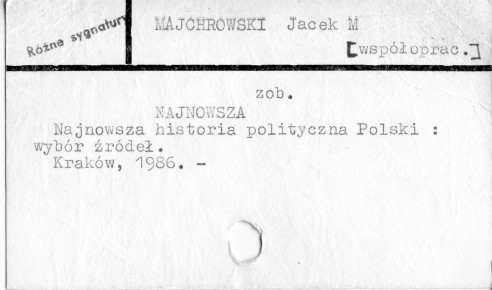 Różne sygnatury
MAJCHROWSKI Jacek M
[współoprac.]
zob.
NAJNOWSZA
Najnowsza historia polityczna Polski :
wybór źródeł.
Kraków, 1986. -